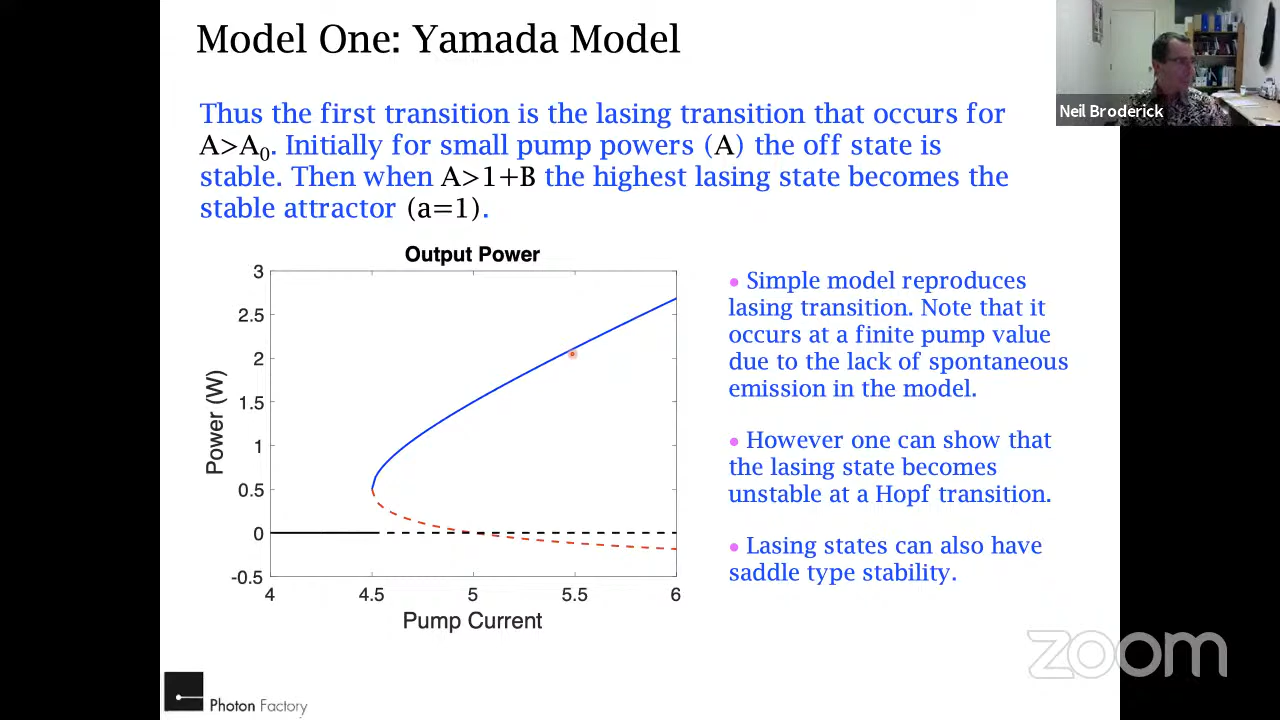 Model One: Yamada Model
Neil Broderick
Thus the first transition is the lasing transition that occurs for
A>A0. Initially for small pump powers (A) the off state is
stable. Then when A>1+B the highest lasing state becomes the
stable attractor (a=1).
Output Power
3
2.5
2
1.5
1
0.5
0
-0.5
Power (W)
4
4.5
5
5.5
6
Pump Current
• Simple model reproduces
lasing transition. Note that it
occurs at a finite pump value
due to the lack of spontaneous
emission in the model.
• However one can show that
the lasing state becomes
unstable at a Hopf transition.
• Lasing states can also have
saddle type stability.
zoom
Photon Factory